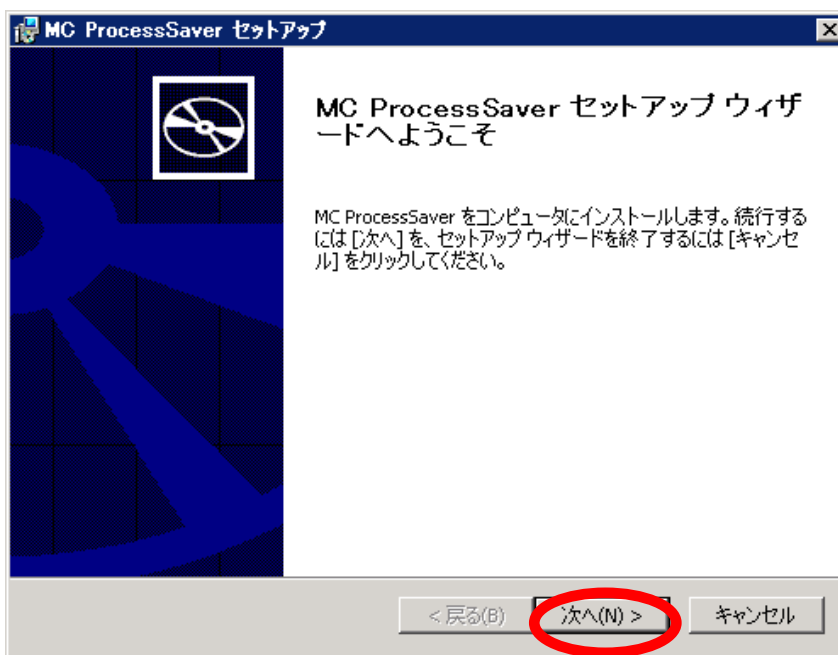 MC ProcessSaver セットアップ
MC ProcessSaver セットアップ ウィザ
ードへようこそ
MC ProcessSaver をコンピュータにインストールします。続行する
には [次へ] を、セットアップ ウィザードを終了するには [キャンセ
ル] をクリックしてください。
< 戻る(B) 次へ(N) > キャンセル